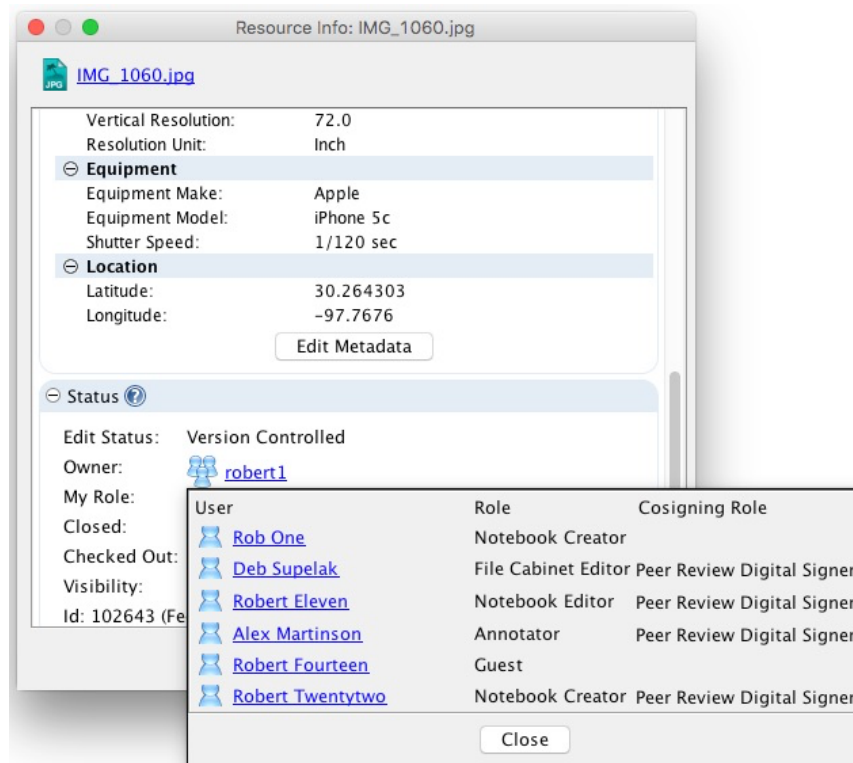 Resource Info: IMG_1060.jpg
JPG IMG_1060.jpg
Vertical Resolution: 72.0
Resolution Unit: Inch
Equipment
Equipment Make: Apple
Equipment Model: iPhone 5c
Shutter Speed: 1/120 sec
Location
Latitude: 30.264303
Longitude: -97.7676
Edit Metadata
Status ?
Edit Status: Version Controlled
Owner: robert1
My Role:
Closed:
Checked Out:
Visibility:
Id: 102643 (Fe
User Role Cosigning Role
Rob One Notebook Creator
Deb Supelak File Cabinet Editor Peer Review Digital Signer
Robert Eleven Notebook Editor Peer Review Digital Signer
Alex Martinson Annotator Peer Review Digital Signer
Robert Fourteen Guest
Robert Twentytwo Notebook Creator Peer Review Digital Signer
Close